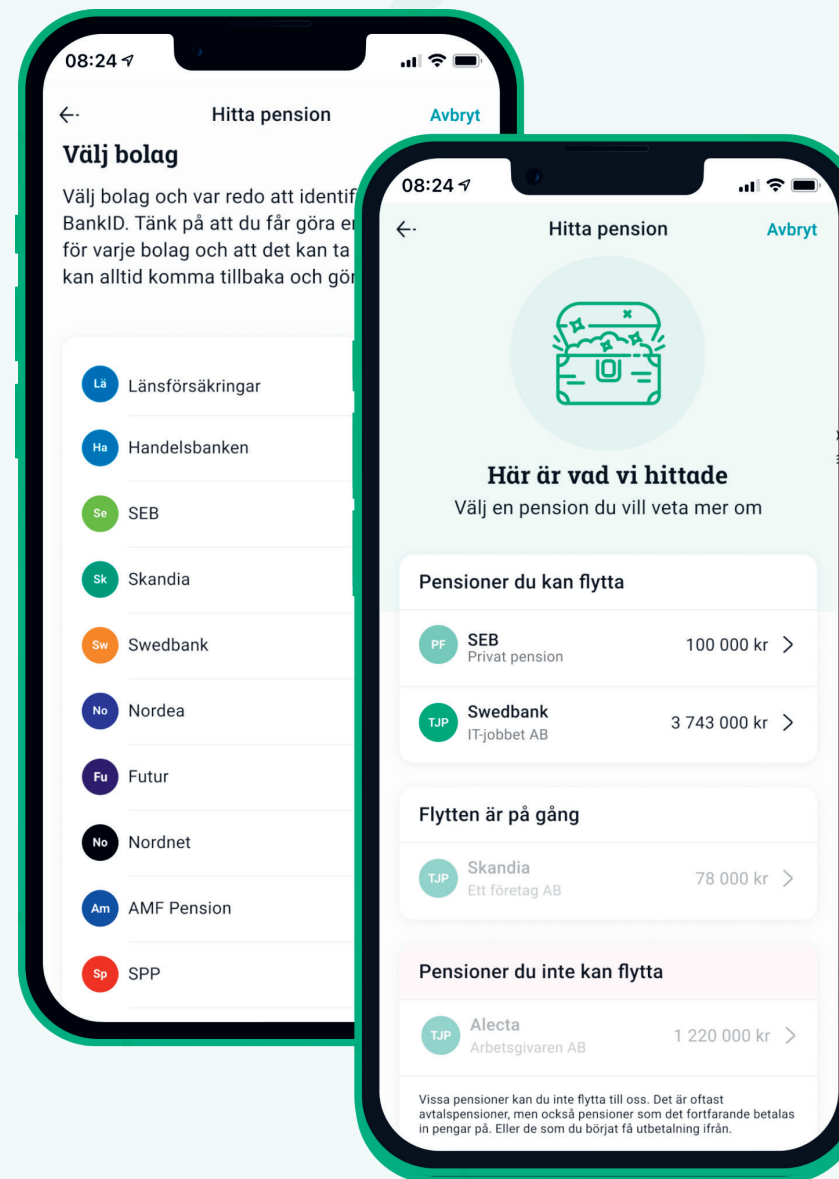 08:24
Hitta pension
Avbryt
Välj bolag
Välj bolag och var redo att
BankID. Tänk på att du får göra
för varje bolag och att det kan ta
kan alltid komma tillbaka och
Lä Länsförsäkringar
Ha Handelsbanken
Se SEB
Sk Skandia
Sw Swedbank
No Nordea
Fu Futur
No Nordnet
Am AMF Pension
Sp SPP
08:24
Hitta pension
Avbryt
Här är vad vi hittade
Välj en pension du vill veta mer om
Pensioner du kan flytta
PF SEB 100 000 kr
Privat pension
TJP Swedbank 3 743 000 kr
IT-jobbet AB
Flytten är på gång
TJP Skandia 78 000 kr
Ett företag AB
Pensioner du inte kan flytta
TJP Alecta 1 220 000 kr
Arbetsgivaren AB
Vissa pensioner kan du inte flytta till oss. Det är oftast
avtalspensioner, men också pensioner som det fortfarande betalas
in pengar på. Eller de som du börjat få utbetalning ifrån.